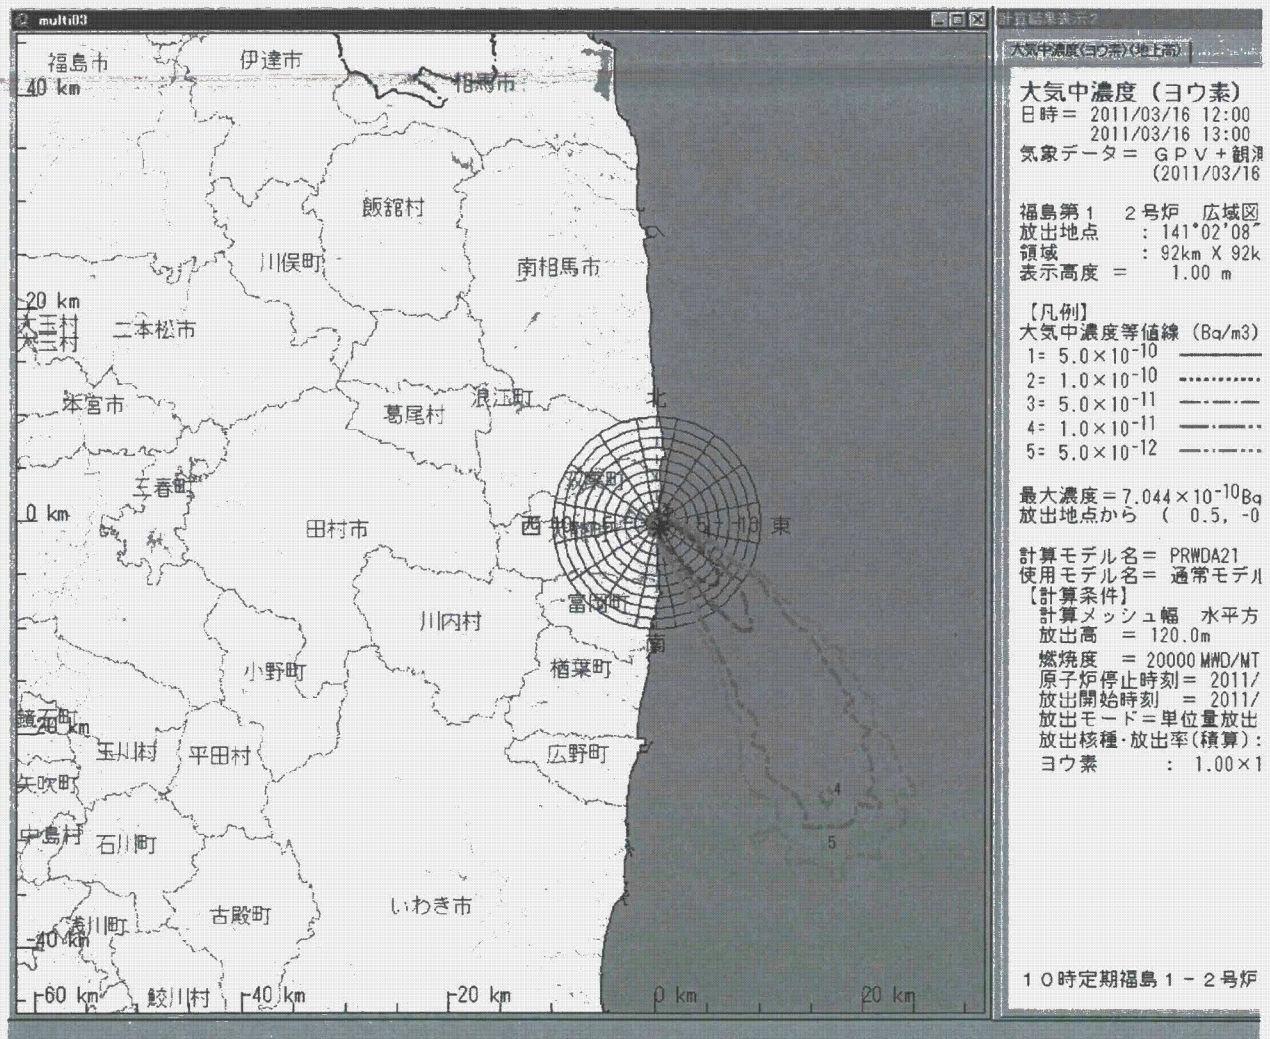 multi03
福島市
伊達市
相馬市
40 km
飯舘村
川俣町
南相馬市
20 km
大玉村
二本松市
本宮市
葛尾村
浪江町
北
三春町
双葉町
0 km
田村市
西
東
富岡町
川内村
南
小野町
楢葉町
鏡石町
-20 km
玉川村
平田村
広野町
矢吹町
4
中島村
石川町
5
いわき市
古殿町
浅川町
-40 km
-60 km
鮫川村
-40 km
-20 km
0 km
20 km
計算結果表示2
大気中濃度(ヨウ素)(地上高)
大気中濃度 (ヨウ素)
日時= 2011/03/16 12:00
2011/03/16 13:00
気象データ= GPV+観測
(2011/03/16
福島第1 2号炉 広域図
放出地点 : 141°02'08"
領域 : 92km X 92k
表示高度 = 1.00 m
【凡例】
大気中濃度等値線 (Bq/m3)
1= 5.0×10-10
2= 1.0×10-10
3= 5.0×10-11
4= 1.0×10-11
5= 5.0×10-12
最大濃度=7.044×10-10Bq
放出地点から ( 0.5, -0
計算モデル名= PRWDA21
使用モデル名= 通常モデル
【計算条件】
計算メッシュ幅 水平方
放出高 = 120.0m
燃焼度 = 20000MWD/MT
原子炉停止時刻= 2011/
放出開始時刻 = 2011/
放出モード=単位量放出
放出核種・放出率(積算):
ヨウ素 : 1.00×1
10時定期福島1-2号炉